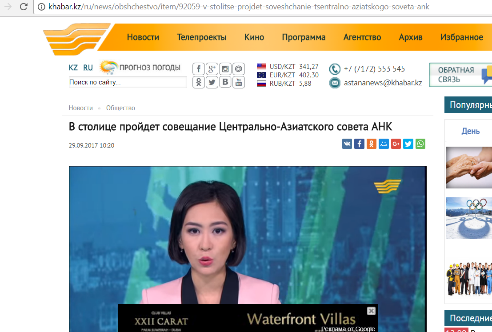 khabar.kz/ru/news/obshchestvo/item/92059-v-stolitse-projdet-soveshchanie-tsentralno-aziatskogo-soveta-ank
Новости Телепроекты Кино Программа Агентство Архив Избранное
KZ RU ПРОГНОЗ ПОГОДЫ
Поиск по сайту...
USD/KZT 341,27
EUR/KZT 402,30
RUB/KZT 5,88
+7 (7172) 553 545
astananews@khabar.kz
ОБРАТНАЯ
СВЯЗЬ
Популярны
День
Новости Общество
В столице пройдет совещание Центрально-Азиатского совета АНК
29.09.2017 10:20
XXII CARAT
Waterfront Villas
Реклама от Google
Последние